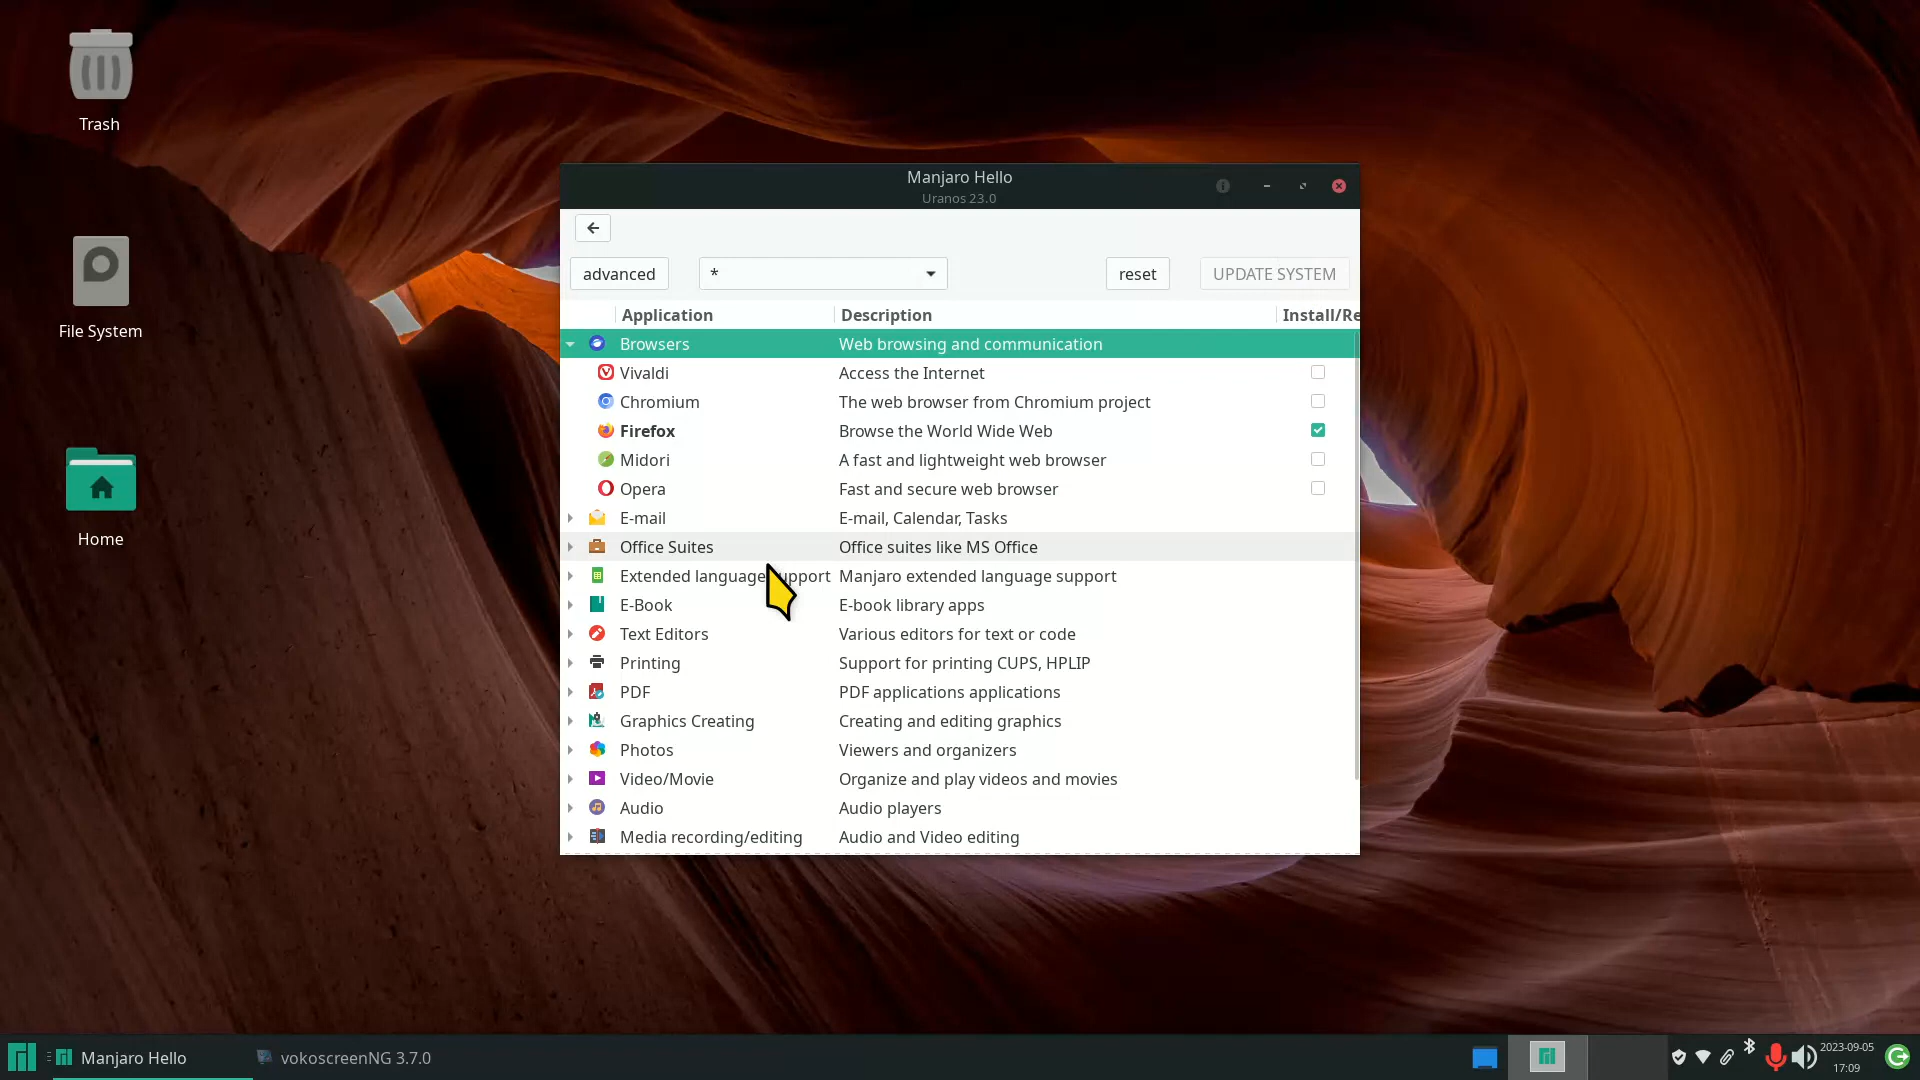 Trash
File System
Home
Manjaro Hello
Uranos 23.0
advanced * reset UPDATE SYSTEM
Application Description Install/Re
Browsers Web browsing and communication
Vivaldi Access the Internet
Chromium The web browser from Chromium project
Firefox Browse the World Wide Web
Midori A fast and lightweight web browser
Opera Fast and secure web browser
E-mail E-mail, Calendar, Tasks
Office Suites Office suites like MS Office
Extended language upport Manjaro extended language support
E-Book E-book library apps
Text Editors Various editors for text or code
Printing Support for printing CUPS, HPLIP
PDF PDF applications applications
Graphics Creating Creating and editing graphics
Photos Viewers and organizers
Video/Movie Organize and play videos and movies
Audio Audio players
Media recording/editing Audio and Video editing
Manjaro Hello vokoscreenNG 3.7.0
2023-09-05
17:09